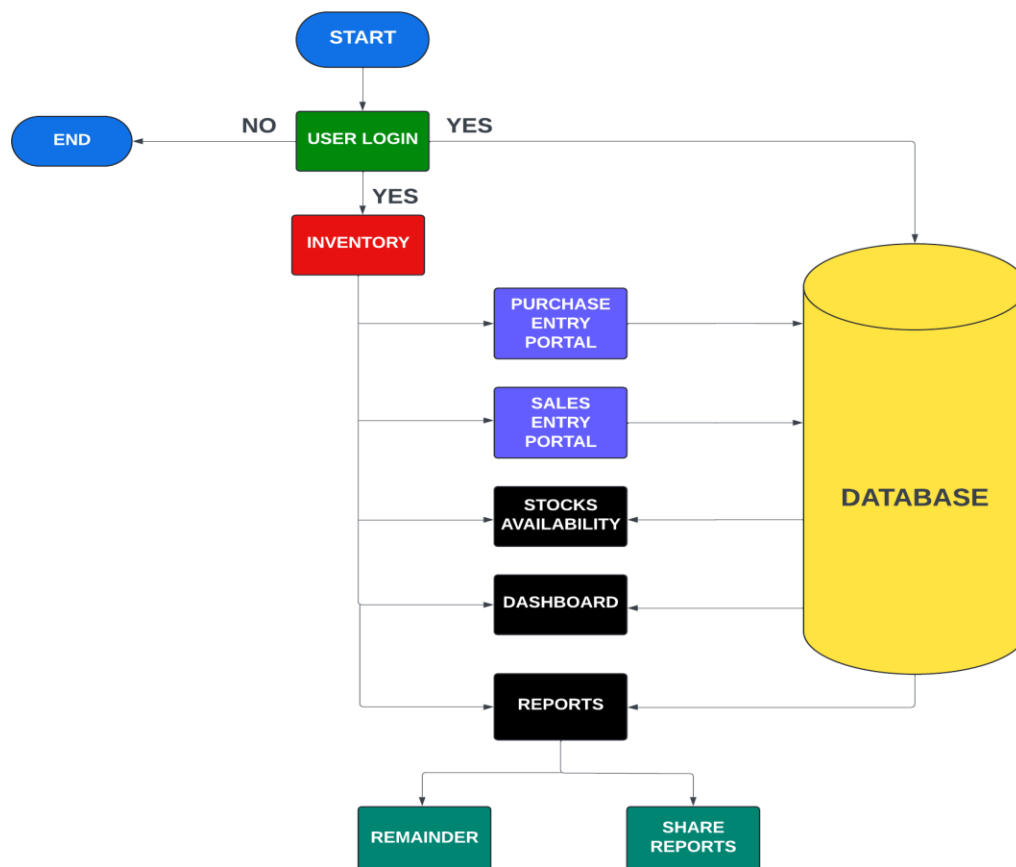 START
NO
YES
END
USER LOGIN
YES
INVENTORY
PURCHASE
ENTRY
PORTAL
SALES
ENTRY
PORTAL
DATABASE
STOCKS
AVAILABILITY
DASHBOARD
REPORTS
REMAINDER
SHARE
REPORTS